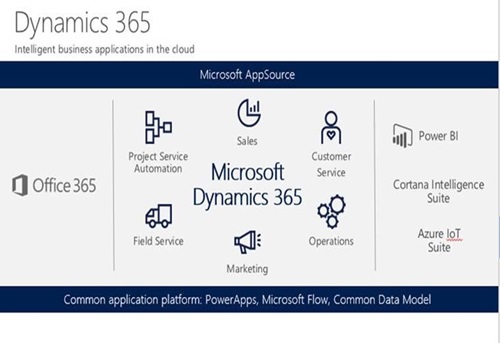 Dynamics 365
Intelligent business applications in the cloud
Microsoft AppSource
Office 365
Project Service
Automation
Sales
Customer
Service
Microsoft
Dynamics 365
Field Service
Marketing
Operations
Power BI
Cortana Intelligence
Suite
Azure IoT
Suite
Common application platform: PowerApps, Microsoft Flow, Common Data Model